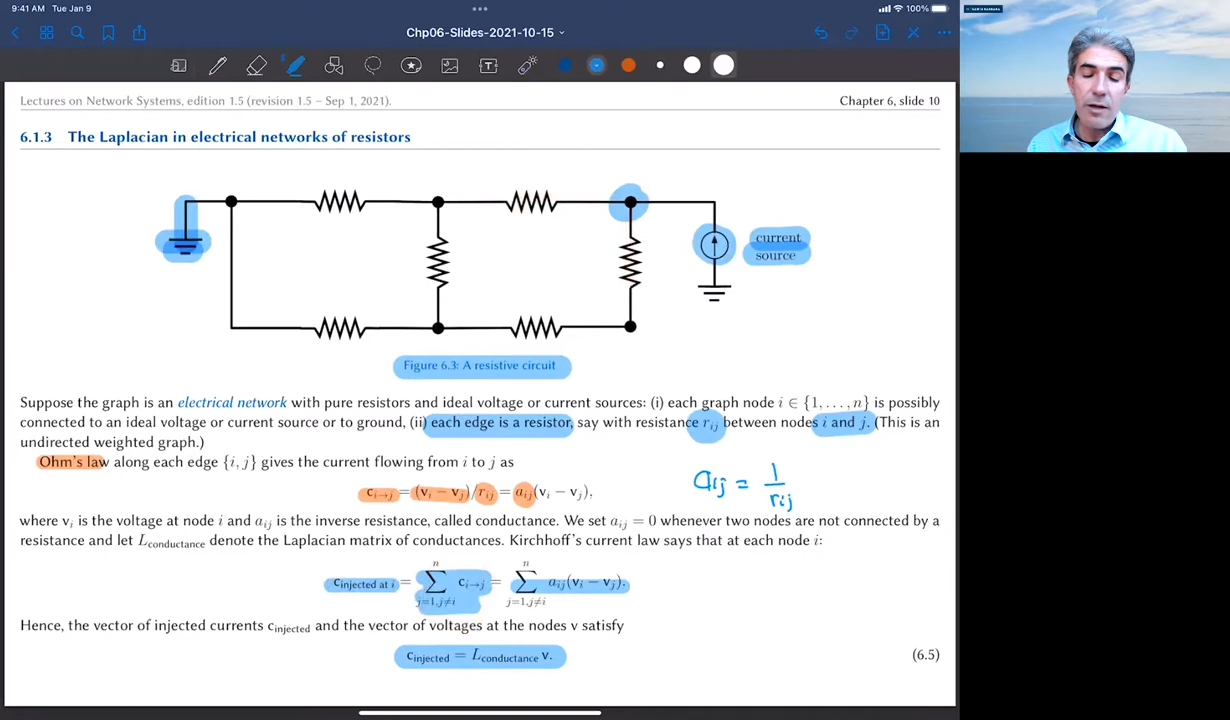 9:41 AM Tue Jan 9
100%
Chp06-Slides-2021-10-15
Lectures on Network Systems, edition 1.5 (revision 1.5 – Sep 1, 2021).
Chapter 6, slide 10
6.1.3 The Laplacian in electrical networks of resistors
current
source
Figure 6.3: A resistive circuit
Suppose the graph is an electrical network with pure resistors and ideal voltage or current sources: (i) each graph node i ∈ {1, . . . , n} is possibly
connected to an ideal voltage or current source or to ground, (ii) each edge is a resistor, say with resistance r_ij between nodes i and j. (This is an
undirected weighted graph.)
Ohm's law along each edge {i, j} gives the current flowing from i to j as
c_i→j = (v_i − v_j)/r_ij = a_ij(v_i − v_j),
a_ij = 1/r_ij
where v_i is the voltage at node i and a_ij is the inverse resistance, called conductance. We set a_ij = 0 whenever two nodes are not connected by a
resistance and let L_conductance denote the Laplacian matrix of conductances. Kirchhoff's current law says that at each node i:
c_injected at i = ∑_{j=1,j≠i}^n c_i→j = ∑_{j=1,j≠i}^n a_ij(v_i − v_j).
Hence, the vector of injected currents c_injected and the vector of voltages at the nodes v satisfy
c_injected = L_conductance v.
(6.5)